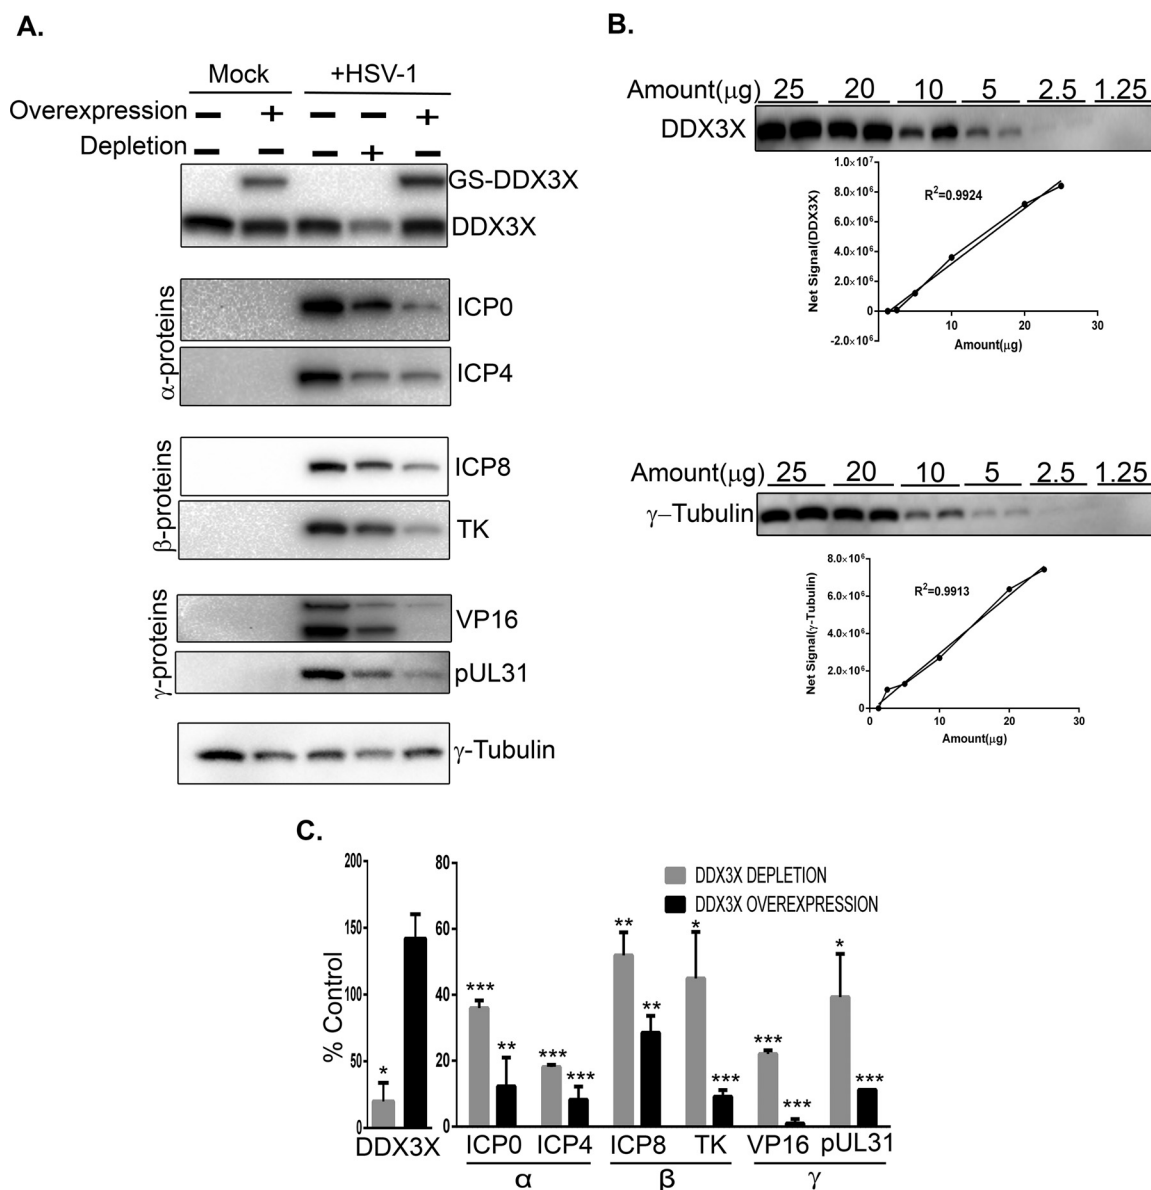 A.
Mock +HSV-1
Overexpression − + − − +
Depletion − − − + −
GS-DDX3X
DDX3X
α-proteins
ICP0
ICP4
β-proteins
ICP8
TK
γ-proteins
VP16
pUL31
γ-Tubulin
B.
Amount(μg) 25 20 10 5 2.5 1.25
DDX3X
Net Signal(DDX3X)
1.0×10⁷
8.0×10⁶
6.0×10⁶
4.0×10⁶
2.0×10⁶
0
-2.0×10⁶
R²=0.9924
10 20 30
Amount(μg)
Amount(μg) 25 20 10 5 2.5 1.25
γ–Tubulin
Net Signal(γ-Tubulin)
8.0×10⁶
6.0×10⁶
4.0×10⁶
2.0×10⁶
0
R²=0.9913
0 10 20 30
Amount(μg)
C.
% Control
200
150
100
50
0
*
DDX3X
80
60
40
20
0
DDX3X DEPLETION
DDX3X OVEREXPRESSION
*** ** *** *** ** ** * *** *** *** * ***
ICP0 ICP4 ICP8 TK VP16 pUL31
α β γ